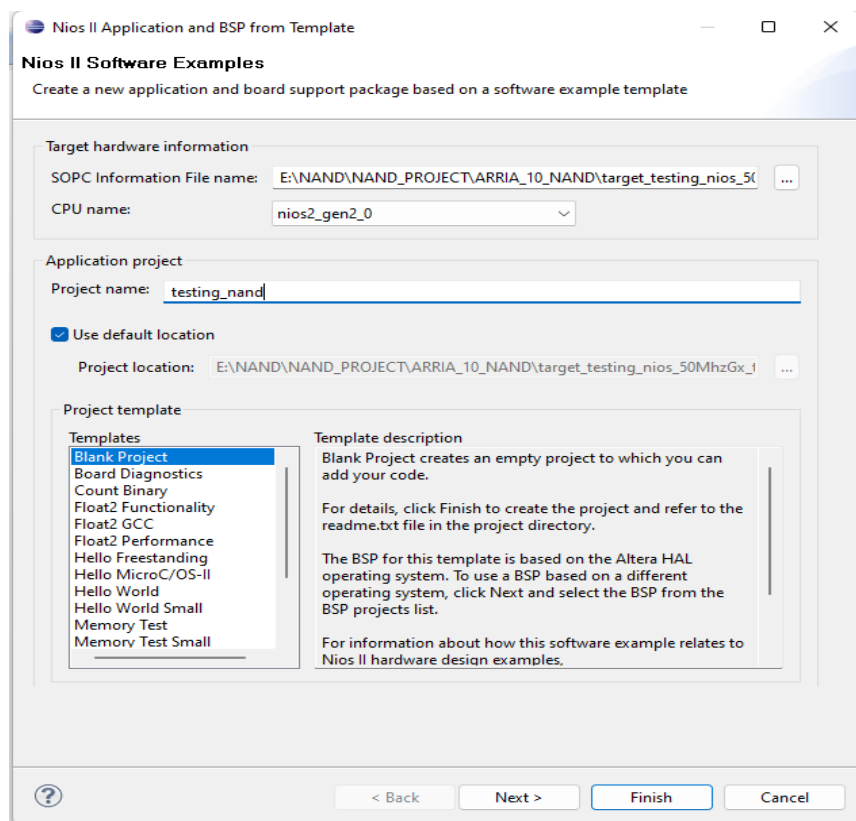 Nios II Application and BSP from Template
Nios II Software Examples
Create a new application and board support package based on a software example template
Target hardware information
SOPC Information File name: E:\NAND\NAND_PROJECT\ARRIA_10_NAND\target_testing_nios_50 ...
CPU name: nios2_gen2_0
Application project
Project name: testing_nand
Use default location
Project location: E:\NAND\NAND_PROJECT\ARRIA_10_NAND\target_testing_nios_50MhzGx_t ...
Project template
Templates
Blank Project
Board Diagnostics
Count Binary
Float2 Functionality
Float2 GCC
Float2 Performance
Hello Freestanding
Hello MicroC/OS-II
Hello World
Hello World Small
Memory Test
Memory Test Small
Template description
Blank Project creates an empty project to which you can
add your code.
For details, click Finish to create the project and refer to the
readme.txt file in the project directory.
The BSP for this template is based on the Altera HAL
operating system. To use a BSP based on a different
operating system, click Next and select the BSP from the
BSP projects list.
For information about how this software example relates to
Nios II hardware design examples,
? < Back Next > Finish Cancel